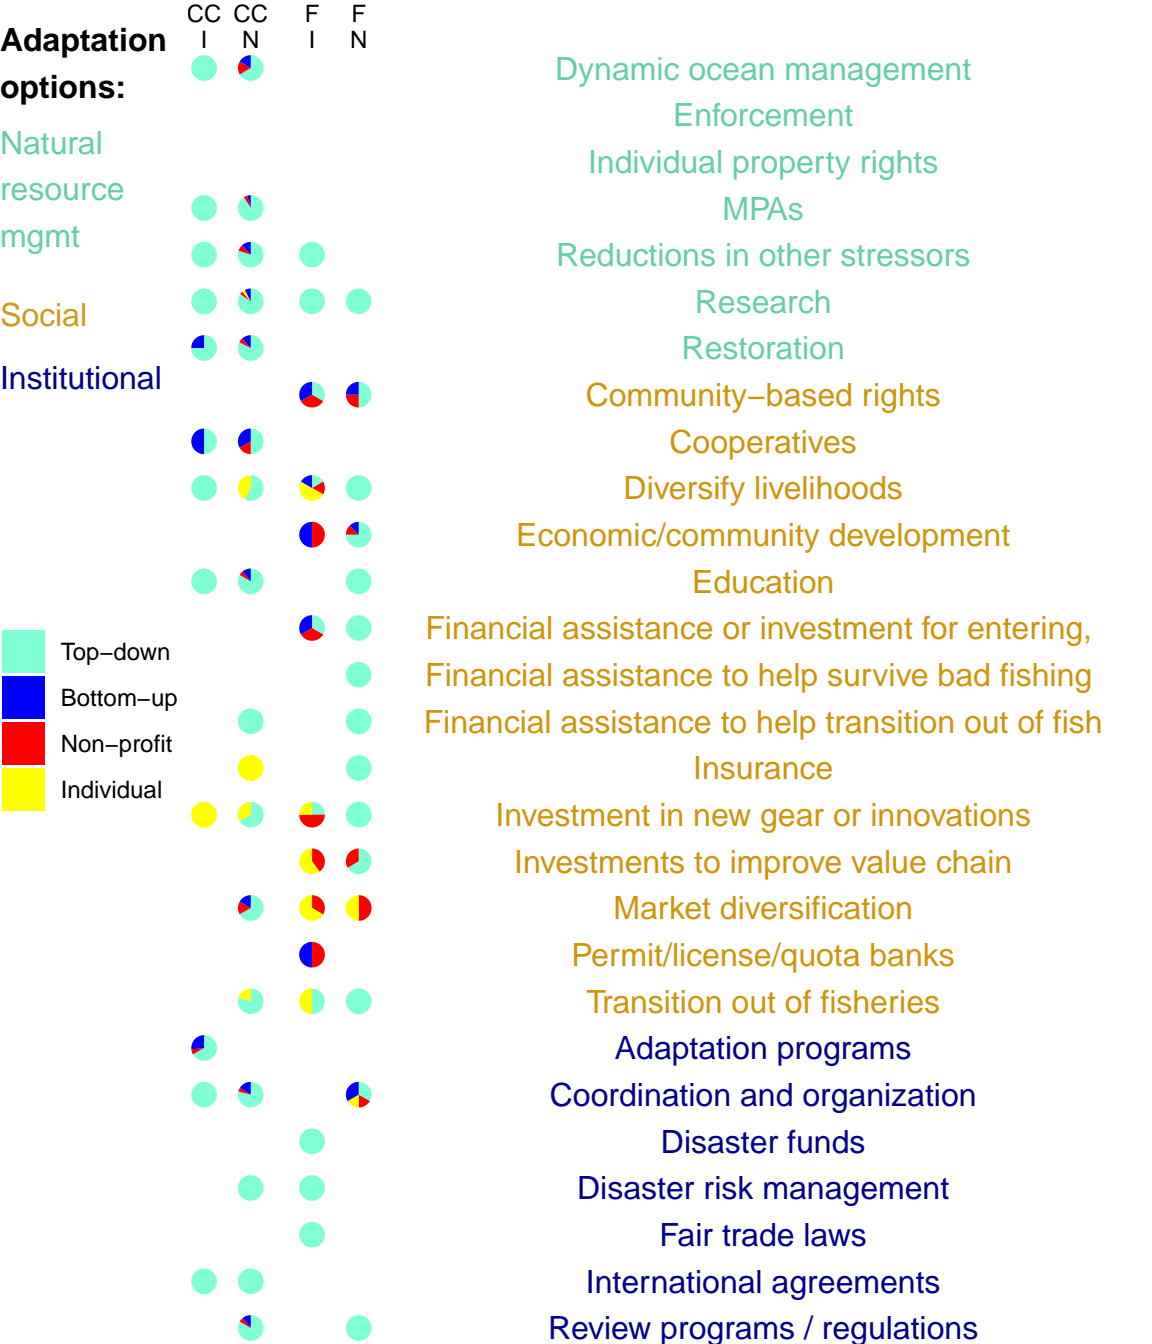 CC CC F F
I N I N
Adaptation
options:
Natural
resource
mgmt
Social
Institutional
Top−down
Bottom−up
Non−profit
Individual
Dynamic ocean management
Enforcement
Individual property rights
MPAs
Reductions in other stressors
Research
Restoration
Community−based rights
Cooperatives
Diversify livelihoods
Economic/community development
Education
Financial assistance or investment for entering,
Financial assistance to help survive bad fishing
Financial assistance to help transition out of fish
Insurance
Investment in new gear or innovations
Investments to improve value chain
Market diversification
Permit/license/quota banks
Transition out of fisheries
Adaptation programs
Coordination and organization
Disaster funds
Disaster risk management
Fair trade laws
International agreements
Review programs / regulations